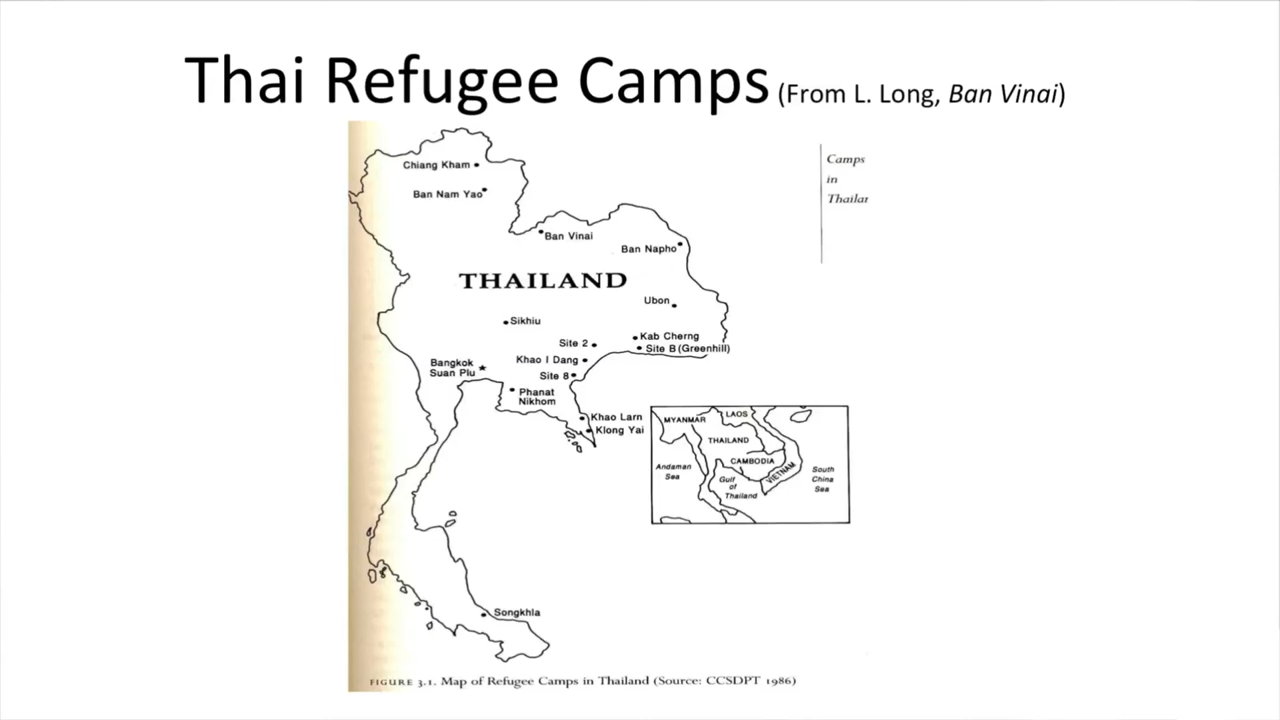 Thai Refugee Camps (From L. Long, Ban Vinai)
Camps
in
Thailar
Chiang Kham
Ban Nam Yao
Ban Vinai
Ban Napho
THAILAND
Ubon
Sikhiu
Kab Cherng
Site 2
Site B (Greenhill)
Khao I Dang
Bangkok
Suan Plu
Site 8
Phanat
Nikhom
Khao Larn
Klong Yai
MYANMAR
LAOS
THAILAND
CAMBODIA
VIETNAM
Andaman
Sea
Gulf
of
Thailand
South
China
Sea
Songkhla
FIGURE 3.1. Map of Refugee Camps in Thailand (Source: CCSDPT 1986)